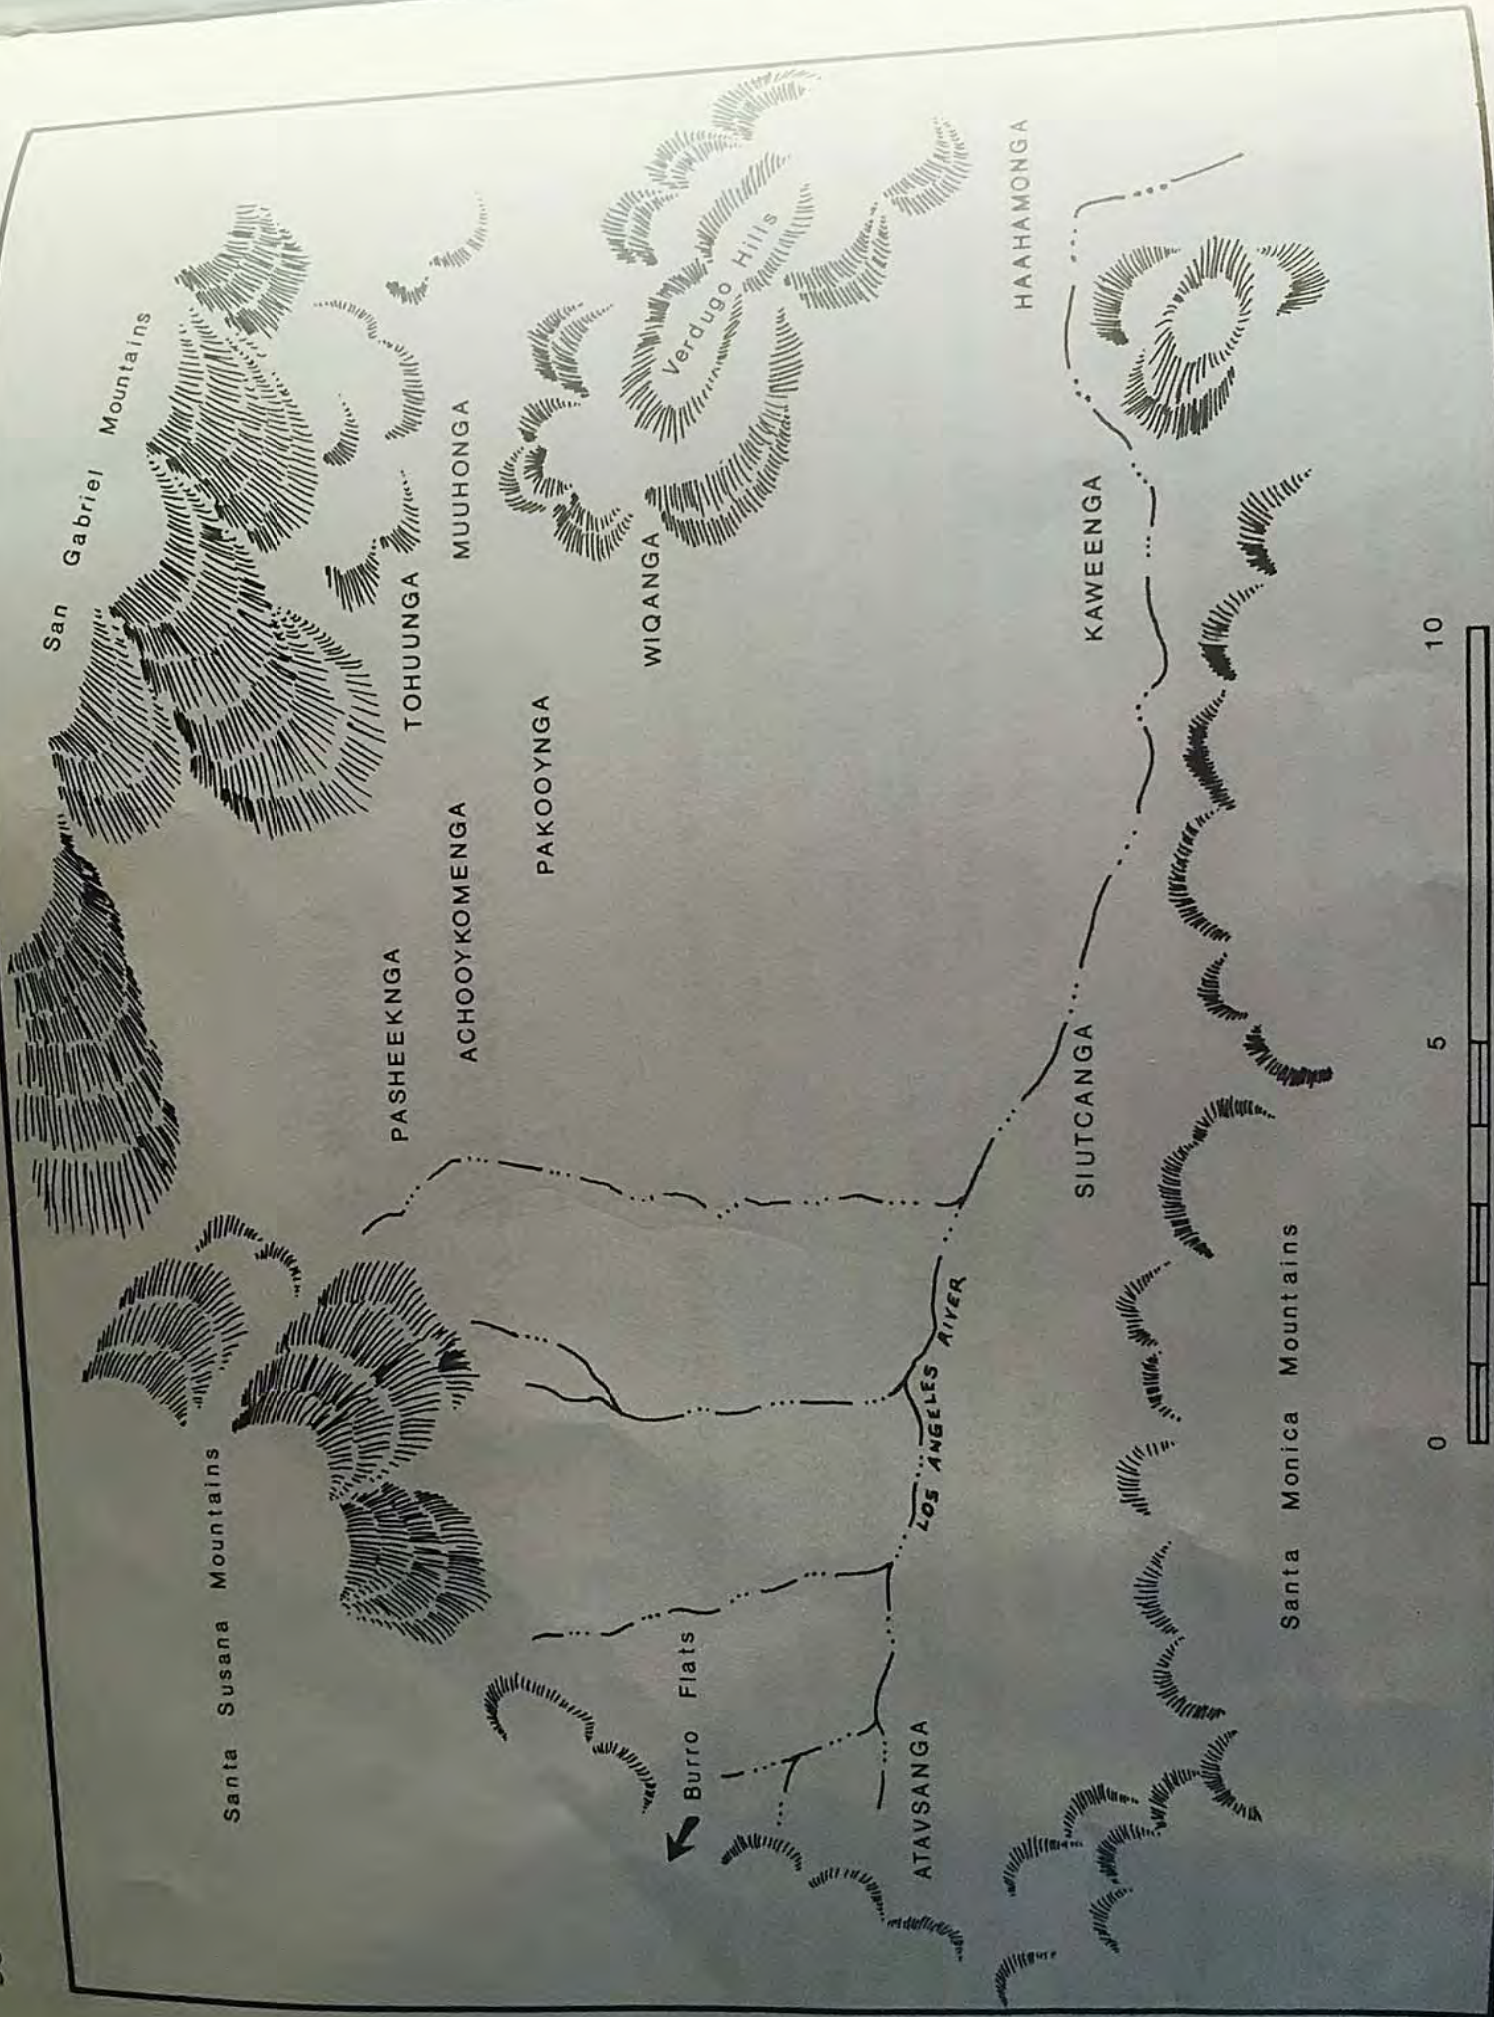 San Gabriel Mountains
Santa Susana Mountains
Verdugo Hills
PASHEEKNGA
TOHUUNGA
ACHOOYKOMENGA
MUUHONGA
PAKOOYNGA
WIQANGA
Burro Flats
LOS ANGELES RIVER
ATAVSANGA
HAAHAMONGA
KAWEENGA
SIUTCANGA
Santa Monica Mountains
0 5 10